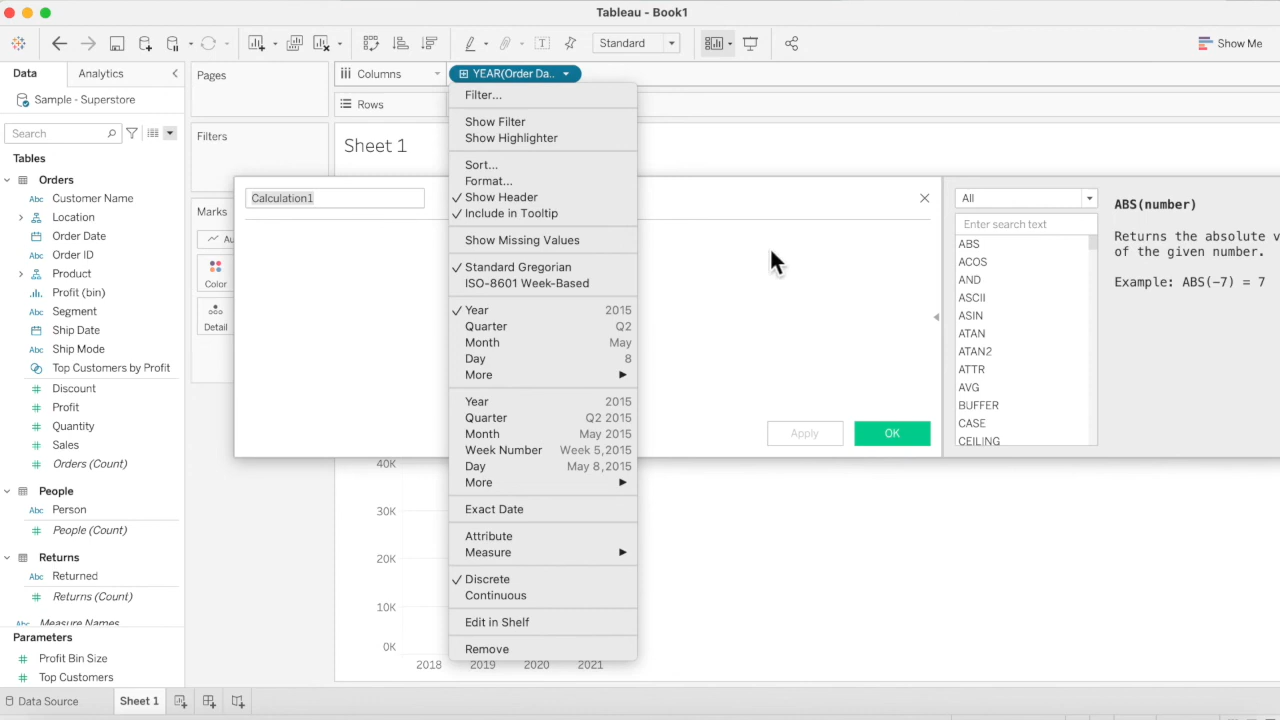 Tableau - Book1
Standard
Show Me
Data
Analytics
Pages
Columns
YEAR(Order Da..
Sample - Superstore
Rows
Search
Filters
Sheet 1
Tables
Orders
Customer Name
Location
Order Date
Order ID
Product
Profit (bin)
Segment
Ship Date
Ship Mode
Top Customers by Profit
Discount
Profit
Quantity
Sales
Orders (Count)
People
Person
People (Count)
Returns
Returned
Returns (Count)
Measure Names
Parameters
Profit Bin Size
Top Customers
Marks
Color
Detail
Filter...
Show Filter
Show Highlighter
Sort...
Format...
Show Header
Include in Tooltip
Show Missing Values
Standard Gregorian
ISO-8601 Week-Based
Year 2015
Quarter Q2
Month May
Day 8
More
Year 2015
Quarter Q2 2015
Month May 2015
Week Number Week 5,2015
Day May 8,2015
More
Exact Date
Attribute
Measure
Discrete
Continuous
Edit in Shelf
Remove
Calculation1
Apply
OK
All
Enter search text
ABS
ACOS
AND
ASCII
ASIN
ATAN
ATAN2
ATTR
AVG
BUFFER
CASE
CEILING
ABS(number)
Returns the absolute v
of the given number.
Example: ABS(-7) = 7
40K
30K
20K
10K
0K
2018
2019
2020
2021
Data Source
Sheet 1